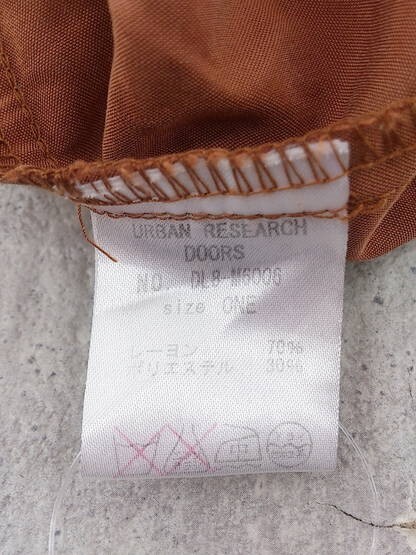 URBAN RESEARCH
DOORS
NO. DL8-M6006
size ONE
レーヨン 70%
ポリエステル 30%